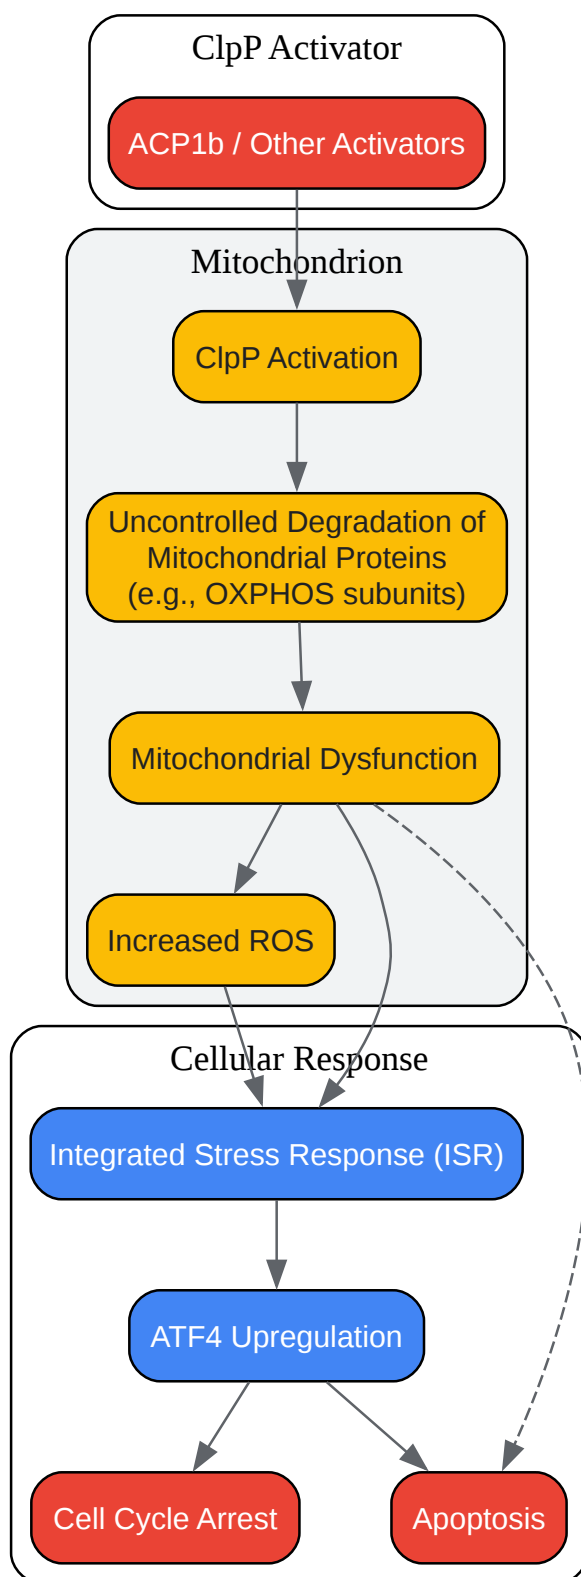 ClpP Activator
ACP1b / Other Activators
Mitochondrion
ClpP Activation
Uncontrolled Degradation of
Mitochondrial Proteins
(e.g., OXPHOS subunits)
Mitochondrial Dysfunction
Increased ROS
Cellular Response
Integrated Stress Response (ISR)
ATF4 Upregulation
Cell Cycle Arrest
Apoptosis